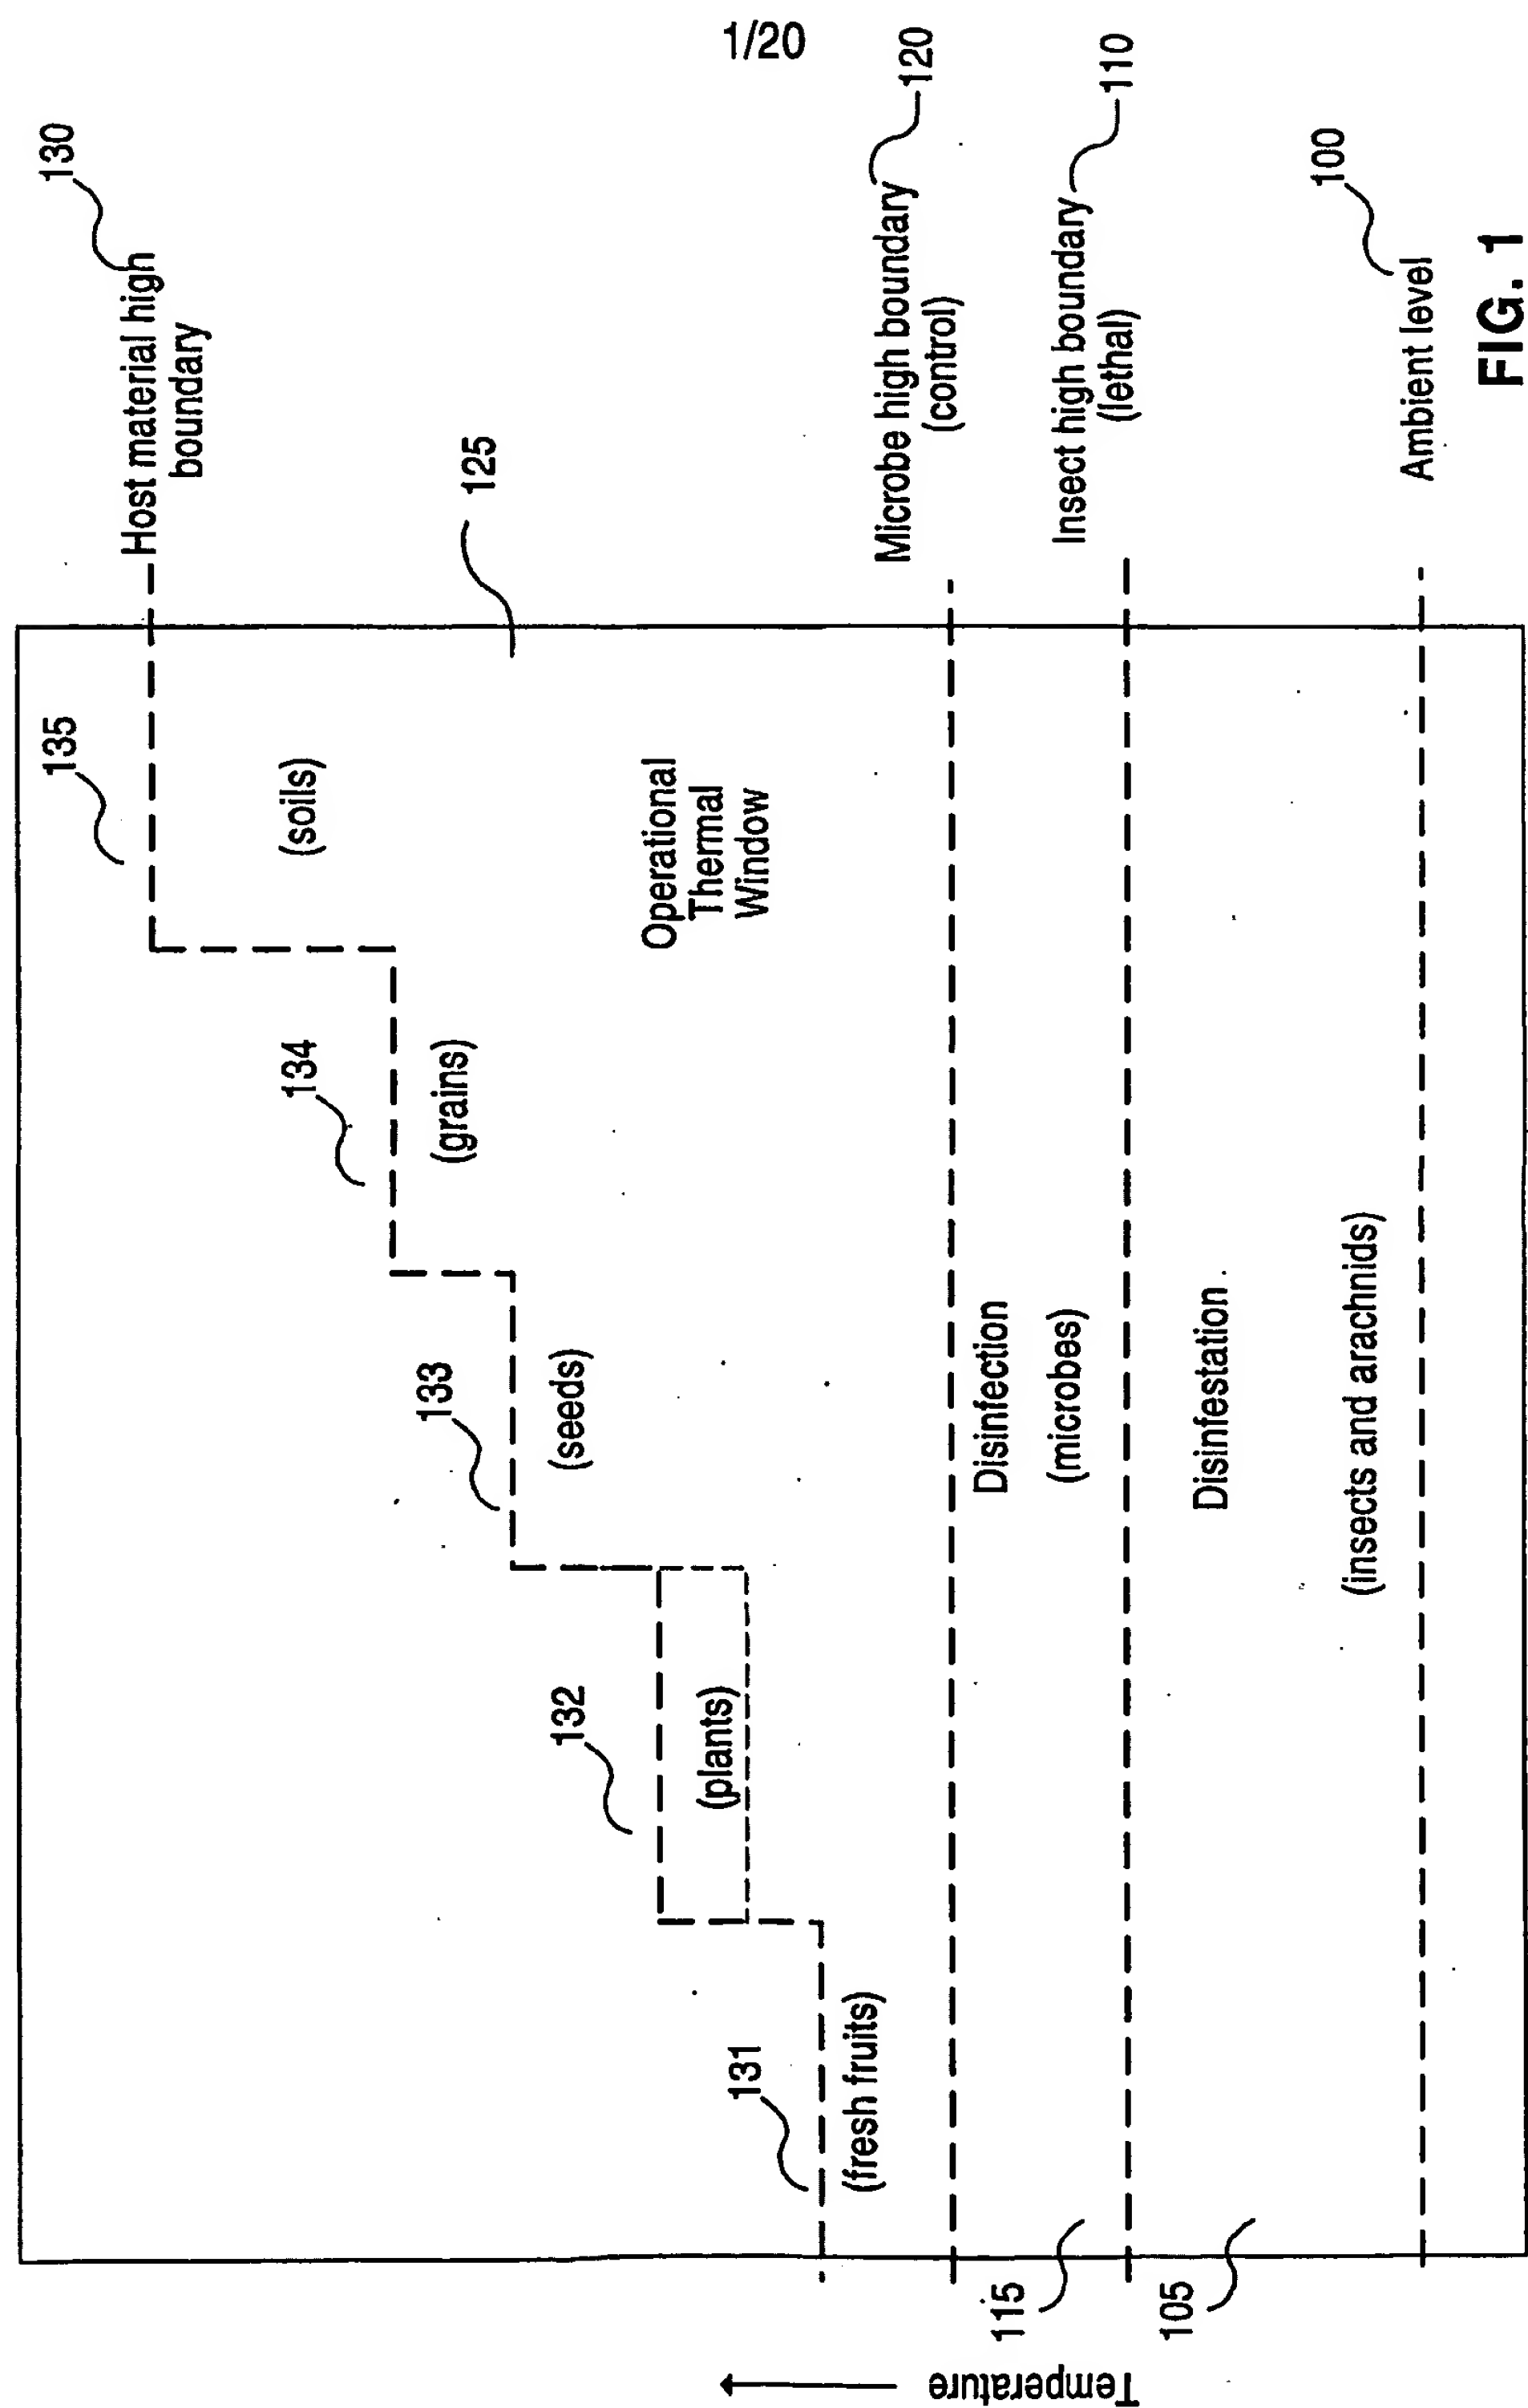 1/20
130
Host material high
boundary
135
(soils)
125
134
(grains)
Operational
Thermal
Window
133
(seeds)
132
(plants)
131
(fresh fruits)
120
Microbe high boundary
(control)
Disinfection
(microbes)
115
110
Insect high boundary
(lethal)
Disinfestation
105
(insects and arachnids)
100
Ambient level
Temperature
FIG. 1